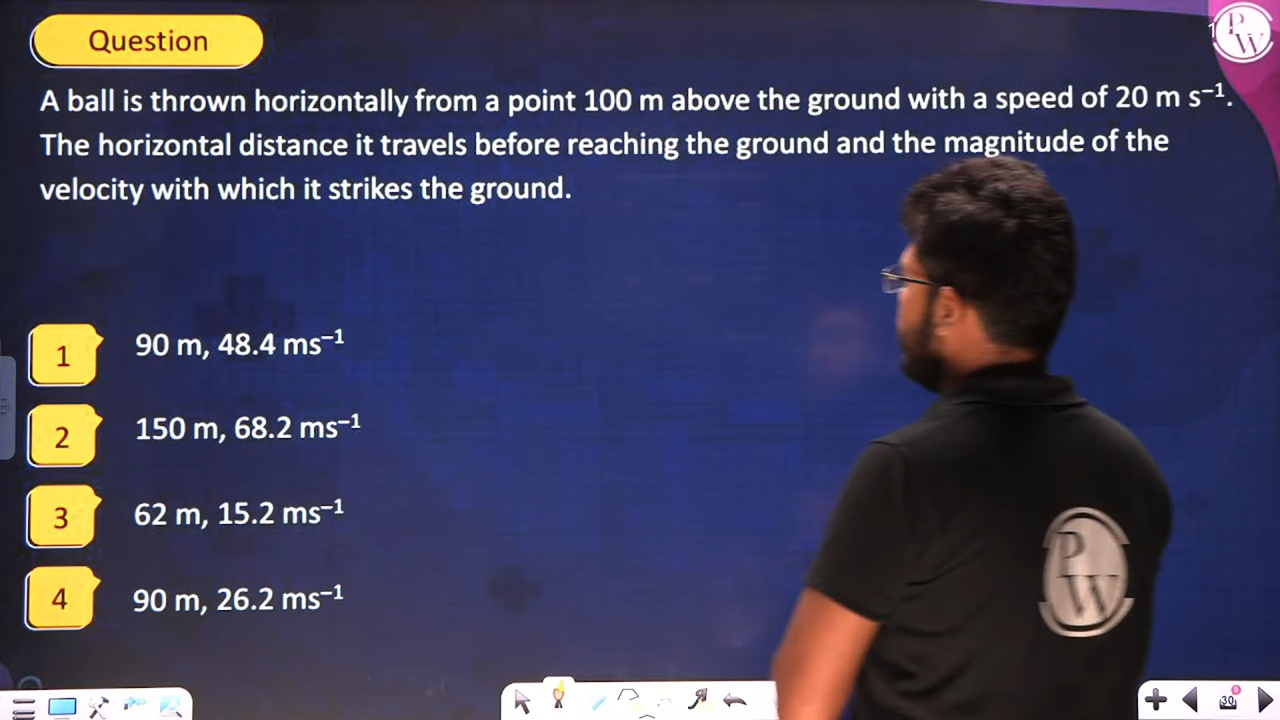 Question
A ball is thrown horizontally from a point 100 m above the ground with a speed of 20 m s⁻¹.
The horizontal distance it travels before reaching the ground and the magnitude of the
velocity with which it strikes the ground.
1 90 m, 48.4 ms⁻¹
2 150 m, 68.2 ms⁻¹
3 62 m, 15.2 ms⁻¹
4 90 m, 26.2 ms⁻¹
PW
PW
30